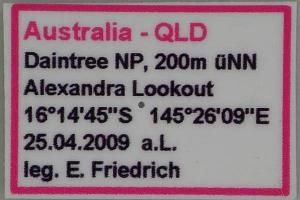 Australia - QLD
Daintree NP, 200m üNN
Alexandra Lookout
16°14'45"S 145°26'09"E
25.04.2009 a.L.
leg. E. Friedrich